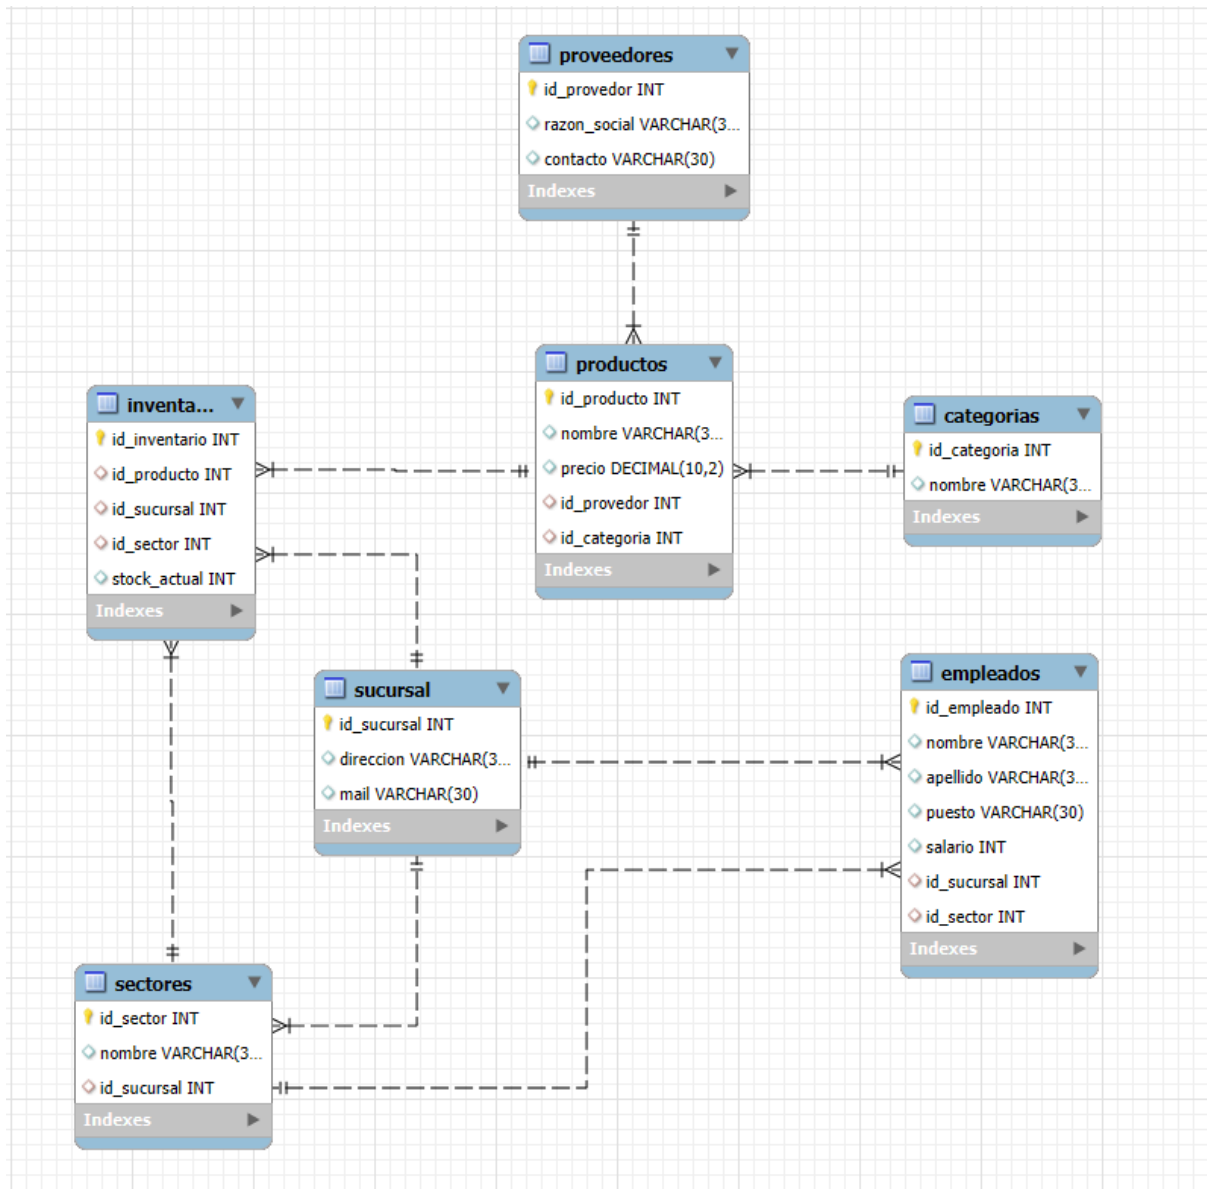 proveedores
id_provedor INT
razon_social VARCHAR(3...
contacto VARCHAR(30)
Indexes
productos
id_producto INT
nombre VARCHAR(3...
precio DECIMAL(10,2)
id_provedor INT
id_categoria INT
Indexes
inventa...
id_inventario INT
id_producto INT
id_sucursal INT
id_sector INT
stock_actual INT
Indexes
categorias
id_categoria INT
nombre VARCHAR(3...
Indexes
sucursal
id_sucursal INT
direccion VARCHAR(3...
mail VARCHAR(30)
Indexes
empleados
id_empleado INT
nombre VARCHAR(3...
apellido VARCHAR(3...
puesto VARCHAR(30)
salario INT
id_sucursal INT
id_sector INT
Indexes
sectores
id_sector INT
nombre VARCHAR(3...
id_sucursal INT
Indexes